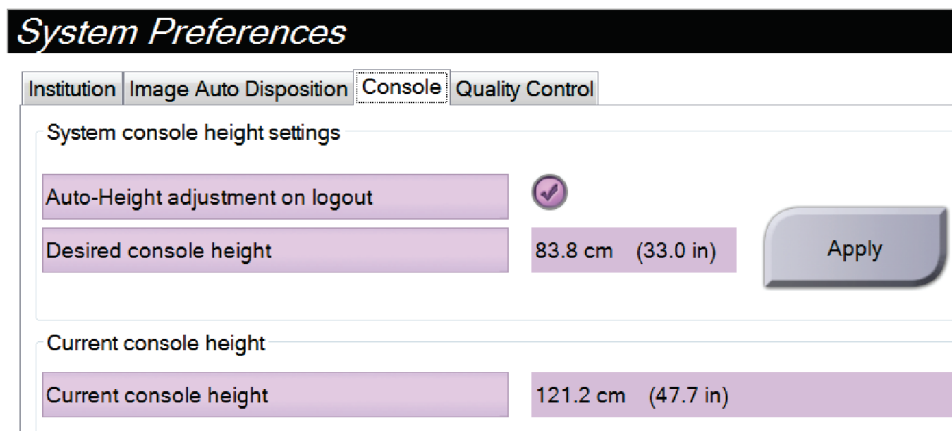 System Preferences
Institution Image Auto Disposition Console Quality Control
System console height settings
Auto-Height adjustment on logout
Desired console height 83.8 cm (33.0 in) Apply
Current console height
Current console height 121.2 cm (47.7 in)